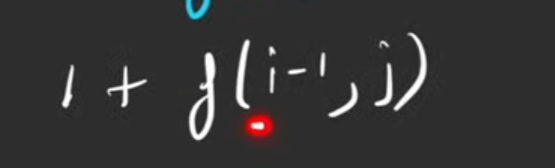 1 + f(i-1, j)